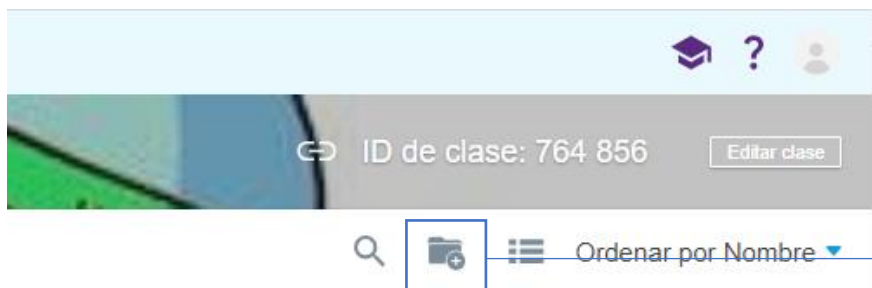 ?
ID de clase: 764 856
Editar clase
Ordenar por Nombre